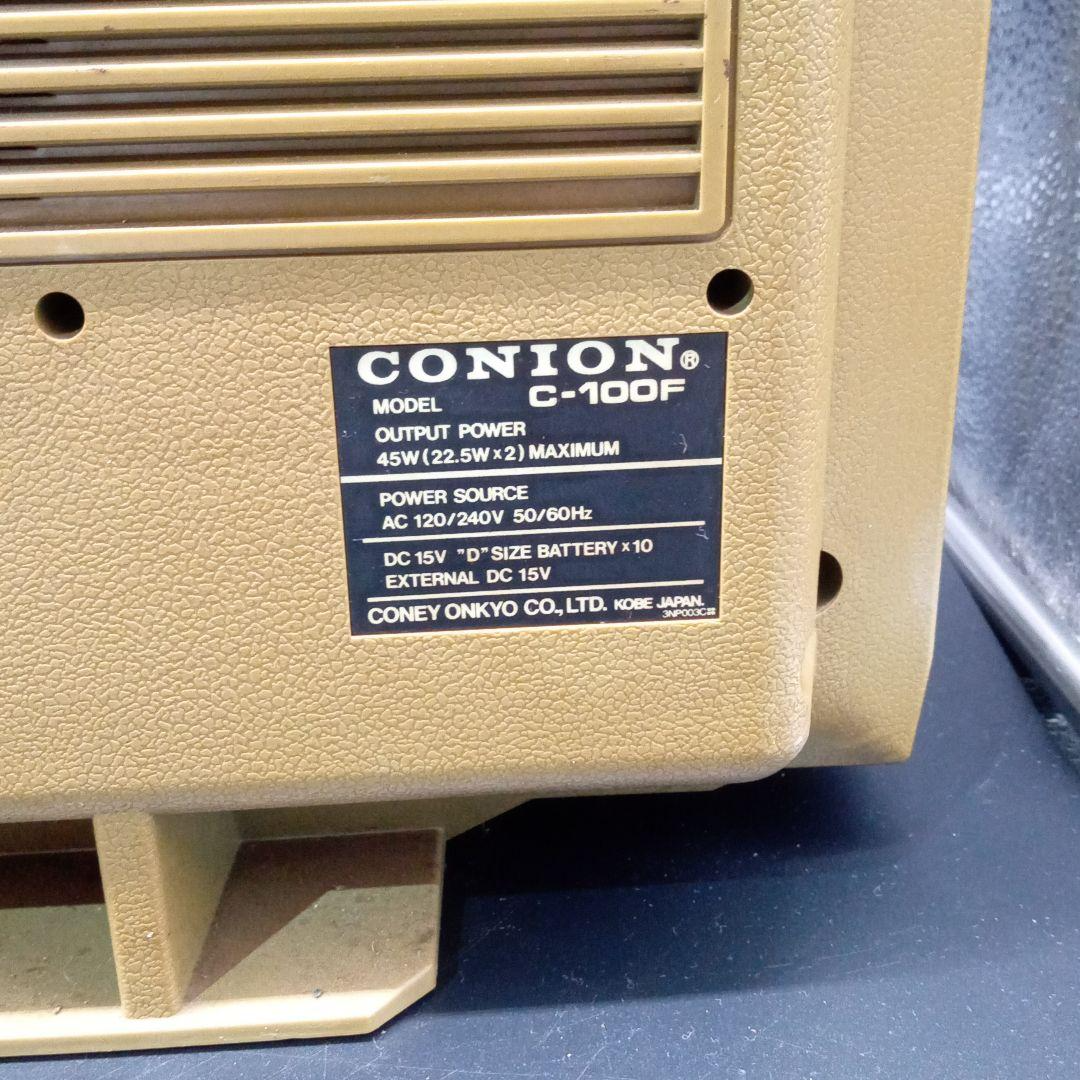 CONION®
MODEL C-100F
OUTPUT POWER
45W (22.5W×2) MAXIMUM
POWER SOURCE
AC 120/240V 50/60Hz
DC 15V "D" SIZE BATTERY ×10
EXTERNAL DC 15V
CONEY ONKYO CO., LTD. KOBE JAPAN.
3NP003C